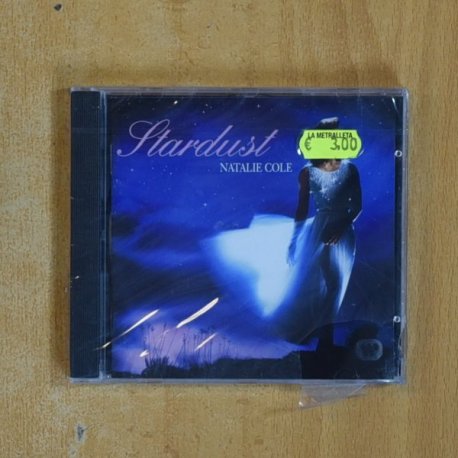 Stardust
NATALIE COLE
LA METRALLETA
€ 3,00